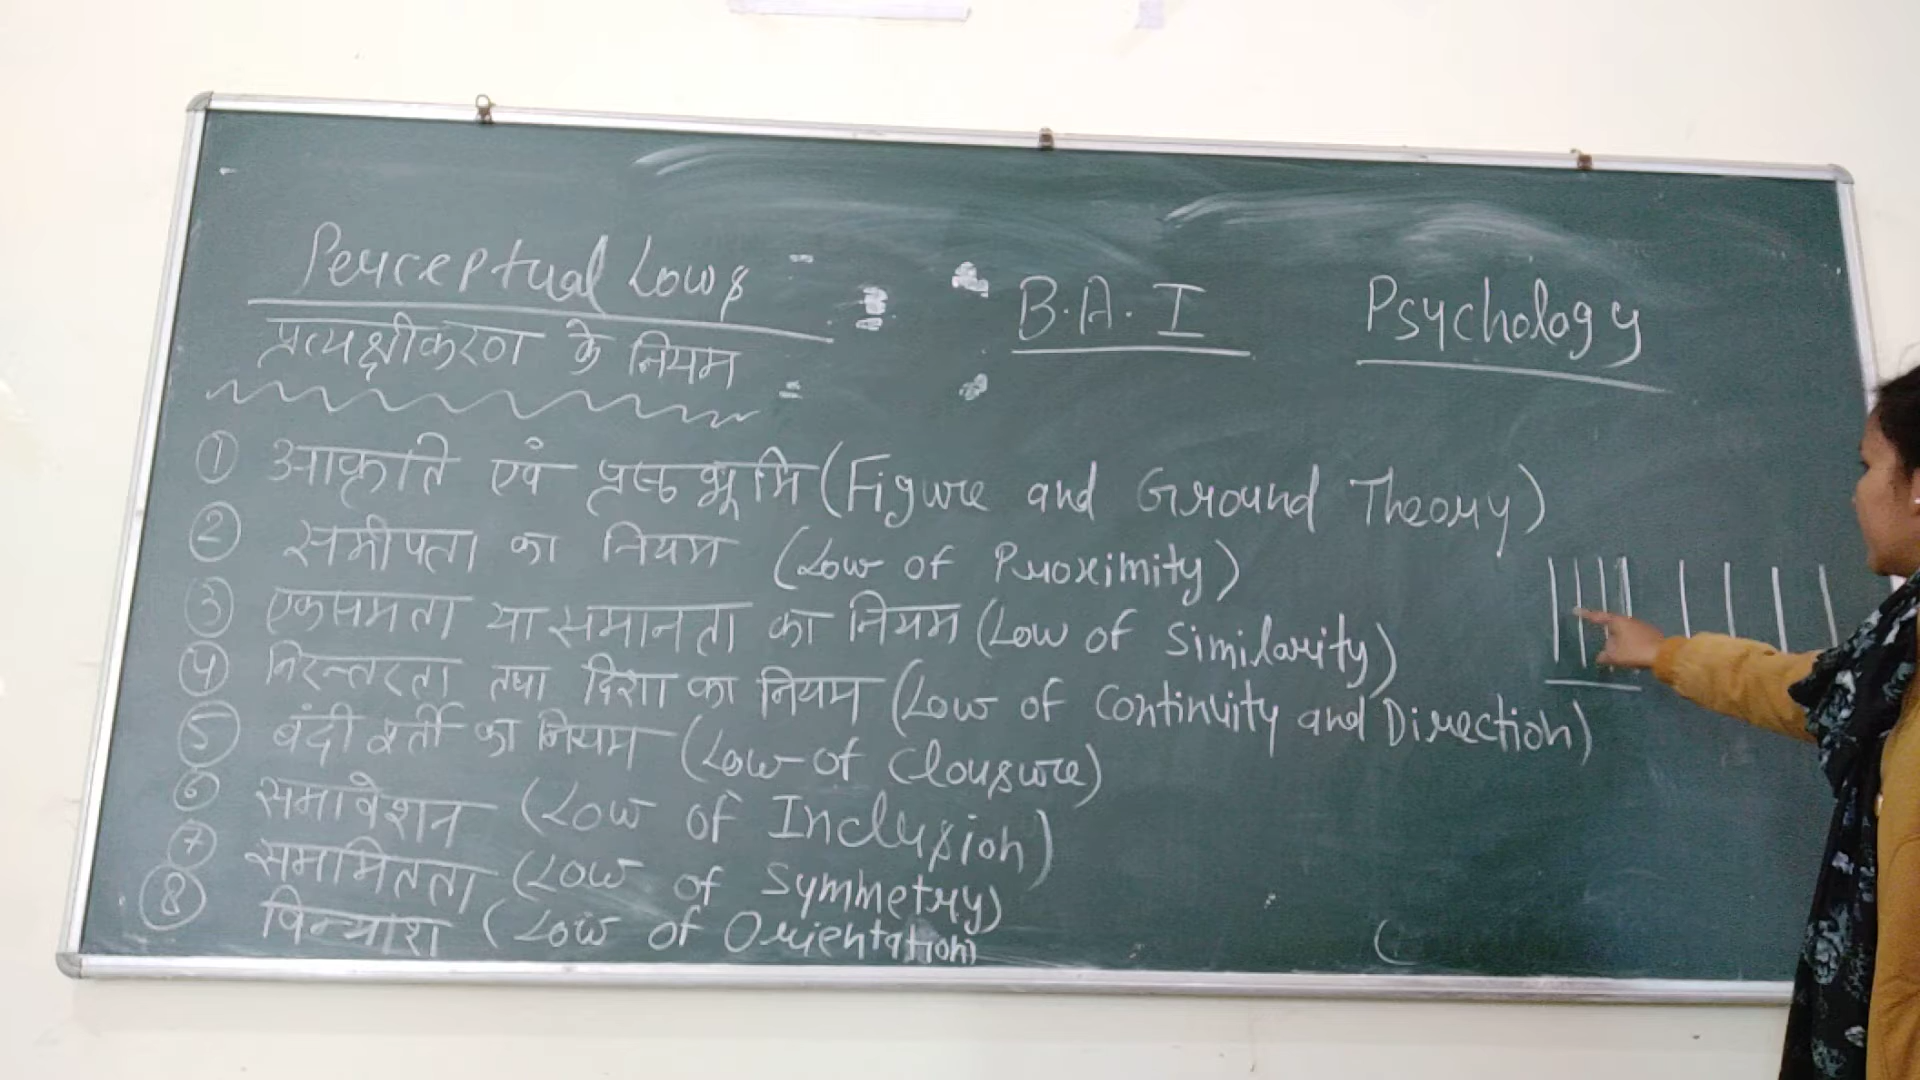 Perceptual Lows
B.A. I
Psychology
प्रत्यक्षीकरण के नियम
① आकृति एवं पृष्ठभूमि (Figure and Ground Theory)
② समीपता का नियम (Low of Proximity)
③ एकसमता या समानता का नियम (Low of Similarity)
④ निरन्तरता तथा दिशा का नियम (Low of Continuity and Direction)
⑤ बंदी वर्ती का नियम (Low of Clousure)
⑥ समावेशन (Low of Inclusion)
⑦ सममितता (Low of Symmetry)
⑧ विन्याश (Low of Orientation)